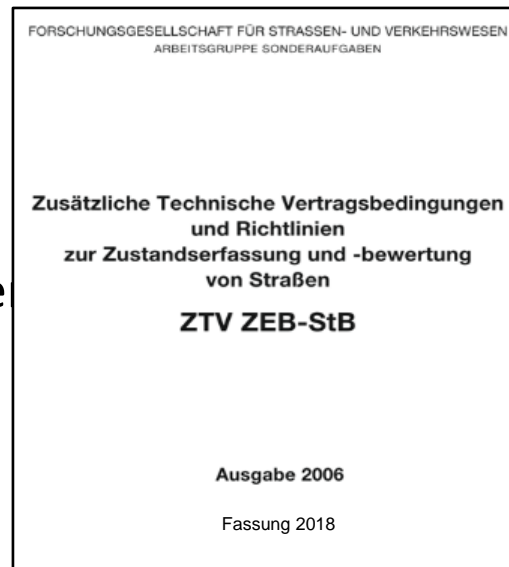 FORSCHUNGSGESELLSCHAFT FÜR STRASSEN- UND VERKEHRSWESEN
ARBEITSGRUPPE SONDERAUFGABEN
Zusätzliche Technische Vertragsbedingungen
und Richtlinien
zur Zustandserfassung und -bewertung
von Straßen
ZTV ZEB-StB
Ausgabe 2006
Fassung 2018